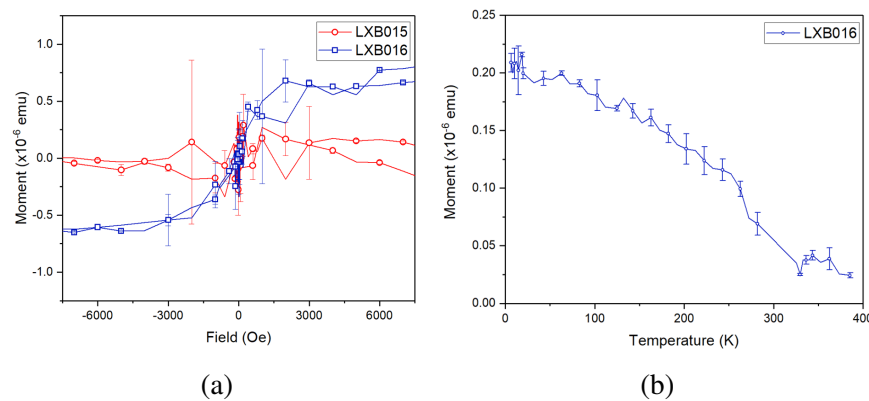 LXB015
LXB016
1.0
0.5
0.0
-0.5
-1.0
Moment (x10⁻⁶ emu)
-6000 -3000 0 3000 6000
Field (Oe)
(a)
LXB016
0.25
0.20
0.15
0.10
0.05
0.00
Moment (x10⁻⁶ emu)
0 100 200 300 400
Temperature (K)
(b)